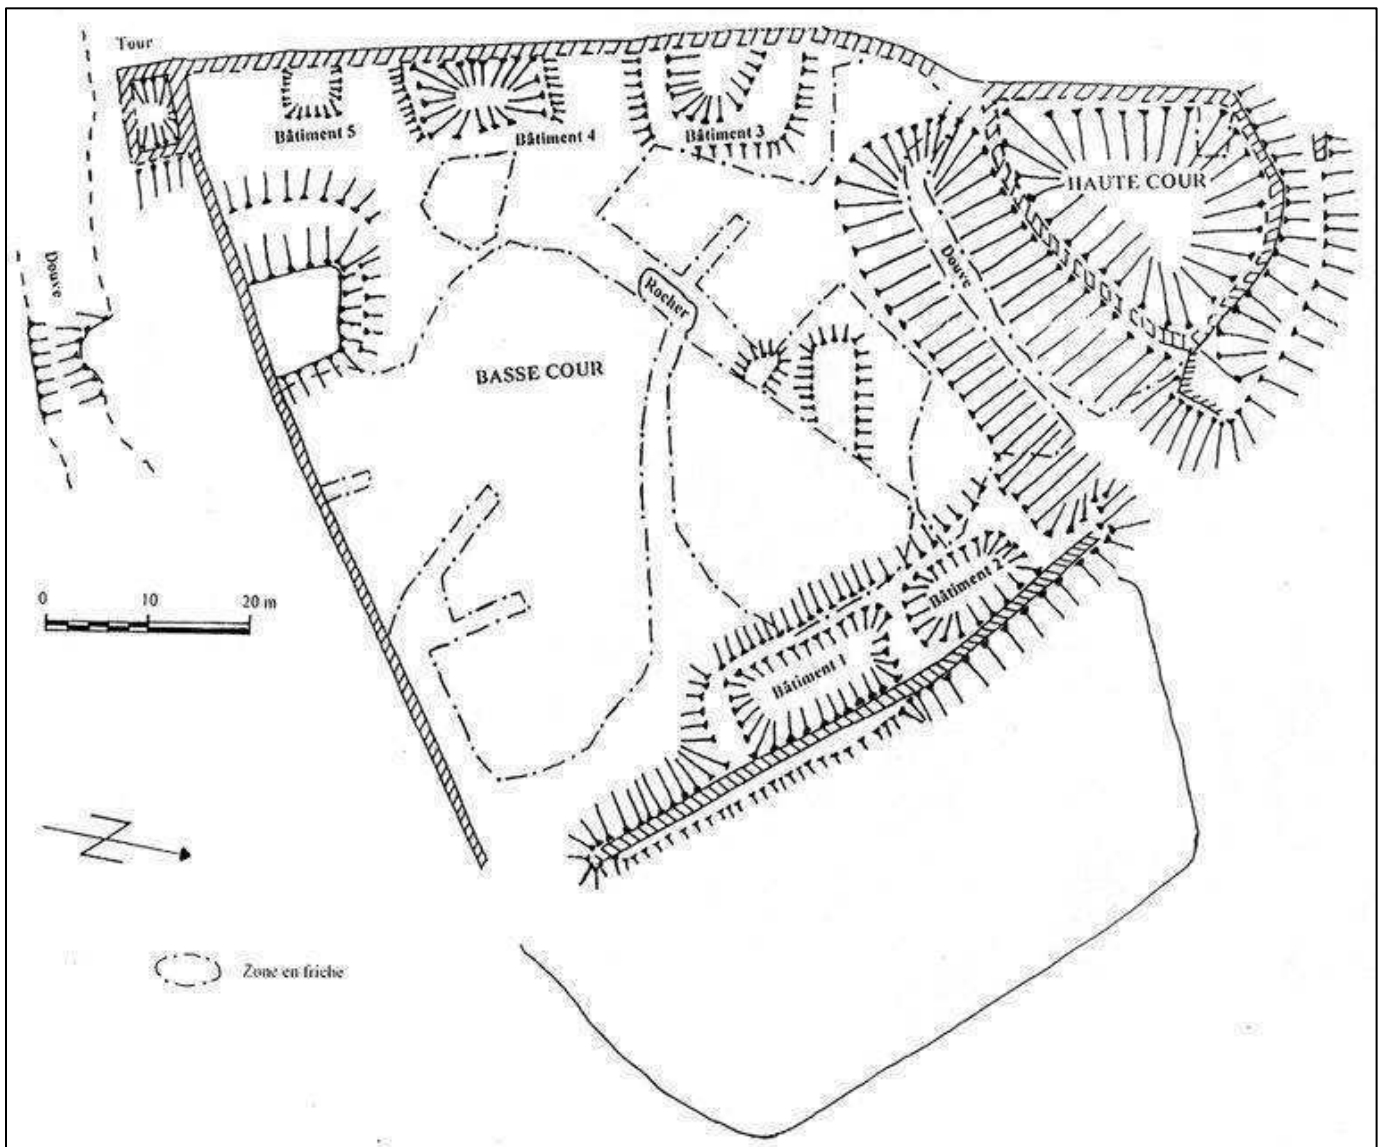 Tour
Bâtiment 5
Bâtiment 4
Bâtiment 3
HAUTE COUR
Douve
Douve
Rocher
BASSE COUR
Bâtiment 2
Bâtiment 1
0 10 20 m
N
Zone en friche